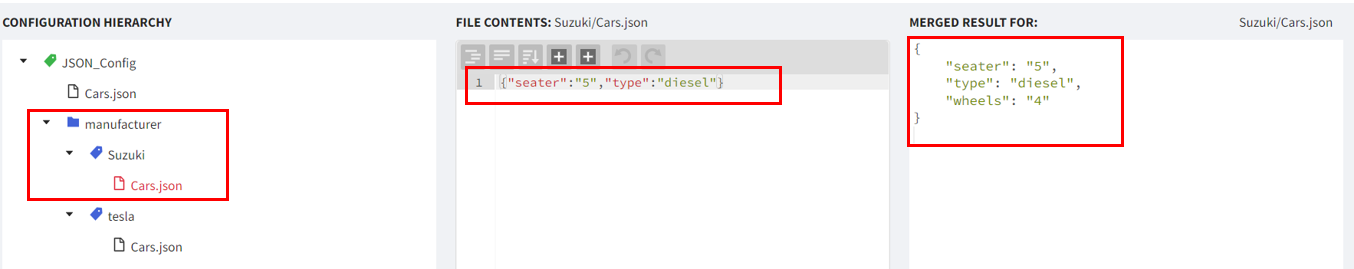 CONFIGURATION HIERARCHY
JSON_Config
Cars.json
manufacturer
Suzuki
Cars.json
tesla
Cars.json
FILE CONTENTS: Suzuki/Cars.json
1 {"seater":"5","type":"diesel"}
MERGED RESULT FOR: Suzuki/Cars.json
{
"seater": "5",
"type": "diesel",
"wheels": "4"
}